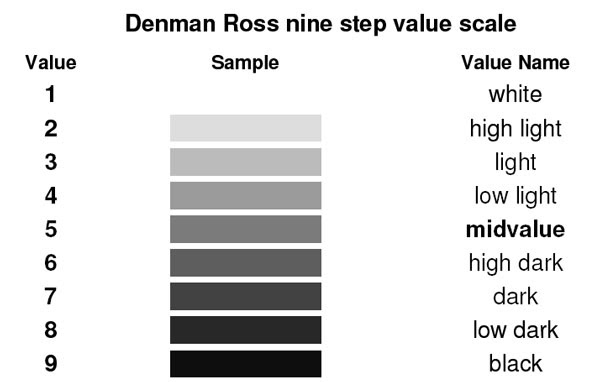 Denman Ross nine step value scale
Value Sample Value Name
1 white
2 high light
3 light
4 low light
5 midvalue
6 high dark
7 dark
8 low dark
9 black